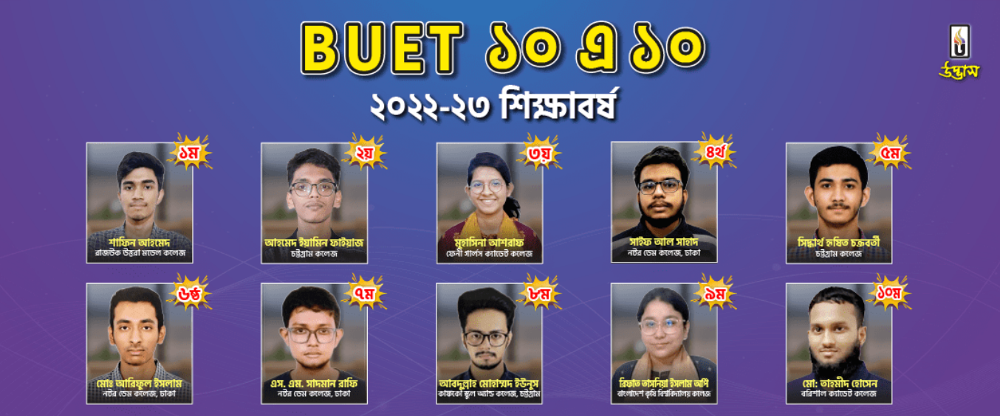 BUET ১০ এ ১০
উদ্ভাস
২০২২-২৩ শিক্ষাবর্ষ
১ম
শাফিন আহমেদ
রাজউক উত্তরা মডেল কলেজ
২য়
আহমেদ ইয়ামিন ফাইয়াজ
চট্টগ্রাম কলেজ
৩য়
মুহাসিনা আশরাফ
ফেনী গার্লস ক্যাডেট কলেজ
৪র্থ
সাইফ আল সাহাদ
নটর ডেম কলেজ, ঢাকা
৫ম
সিদ্ধার্থ হৃষিত চক্রবর্তী
চট্টগ্রাম কলেজ
৬ষ্ঠ
মোঃ আরিফুল ইসলাম
নটর ডেম কলেজ, ঢাকা
৭ম
এস. এম. সাদমান রাফি
নটর ডেম কলেজ, ঢাকা
৮ম
আবদুল্লাহ মোহাম্মদ ইউনুস
কাফকো স্কুল অ্যান্ড কলেজ, চট্টগ্রাম
৯ম
রিফাত তাসনিয়া ইসলাম অর্পি
বাংলাদেশ কৃষি বিশ্ববিদ্যালয় কলেজ
১০ম
মো: তাহমীদ হোসেন
বরিশাল ক্যাডেট কলেজ